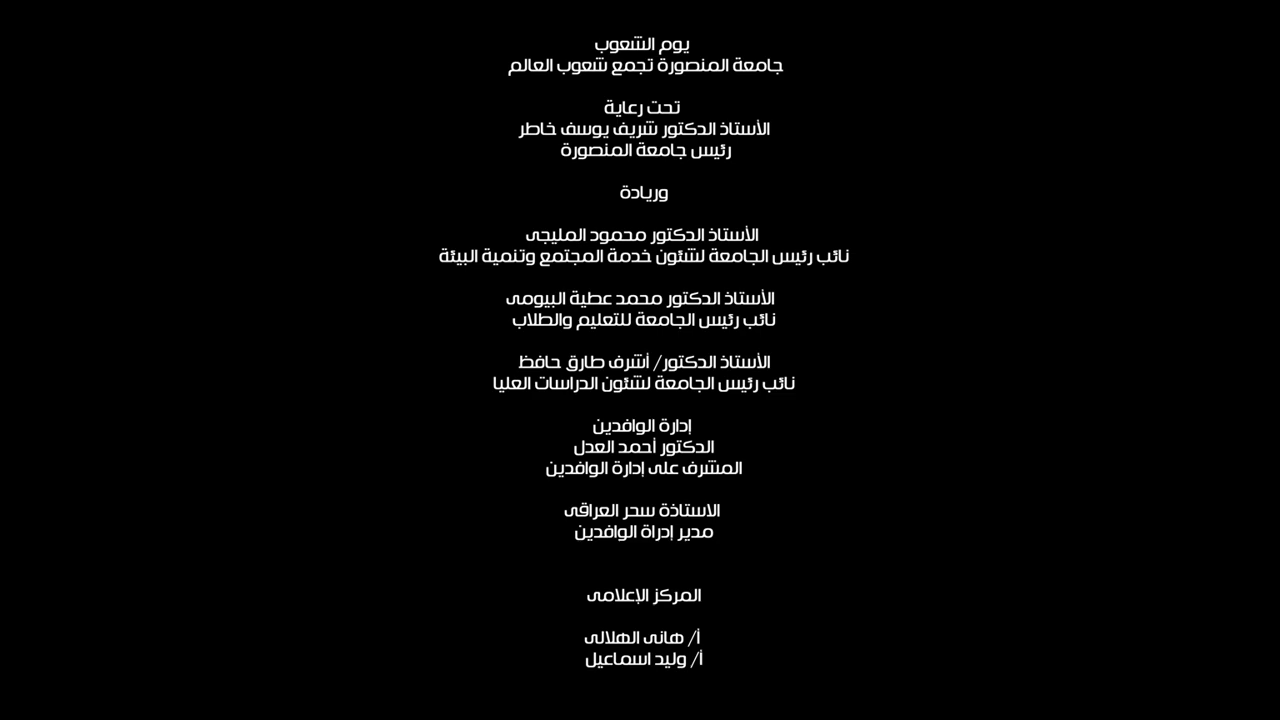 يوم الشعوب
جامعة المنصورة تجمع شعوب العالم
تحت رعاية
الأستاذ الدكتور شريف يوسف خاطر
رئيس جامعة المنصورة
وريادة
الأستاذ الدكتور محمود المليجى
نائب رئيس الجامعة لشئون خدمة المجتمع وتنمية البيئة
الأستاذ الدكتور محمد عطية البيومى
نائب رئيس الجامعة للتعليم والطلاب
الأستاذ الدكتور/ أشرف طارق حافظ
نائب رئيس الجامعة لشئون الدراسات العليا
إدارة الوافدين
الدكتور أحمد العدل
المشرف على إدارة الوافدين
الاستاذة سحر العراقى
مدير إدراة الوافدين
المركز الإعلامى
أ/ هانى الهلالى
أ/ وليد اسماعيل